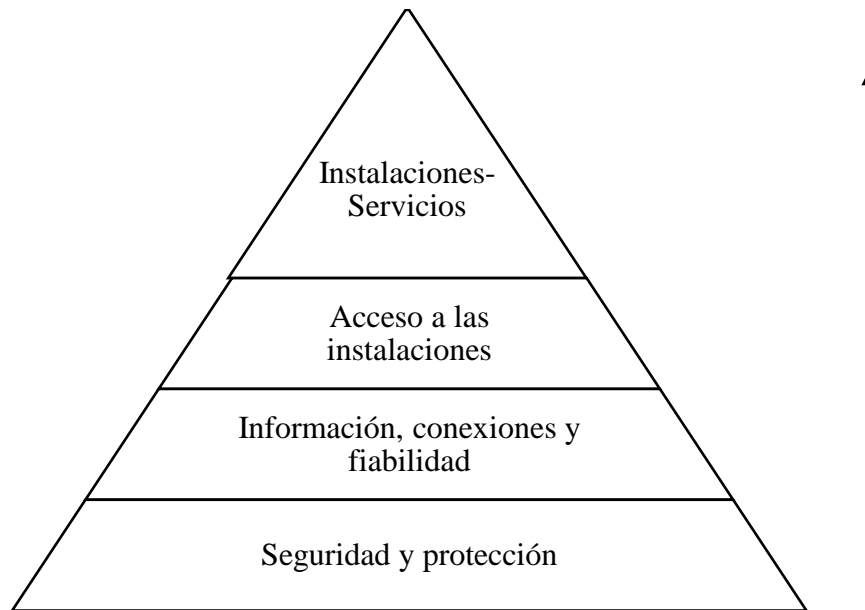 Instalaciones-
Servicios
Acceso a las
instalaciones
Información, conexiones y
fiabilidad
Seguridad y protección